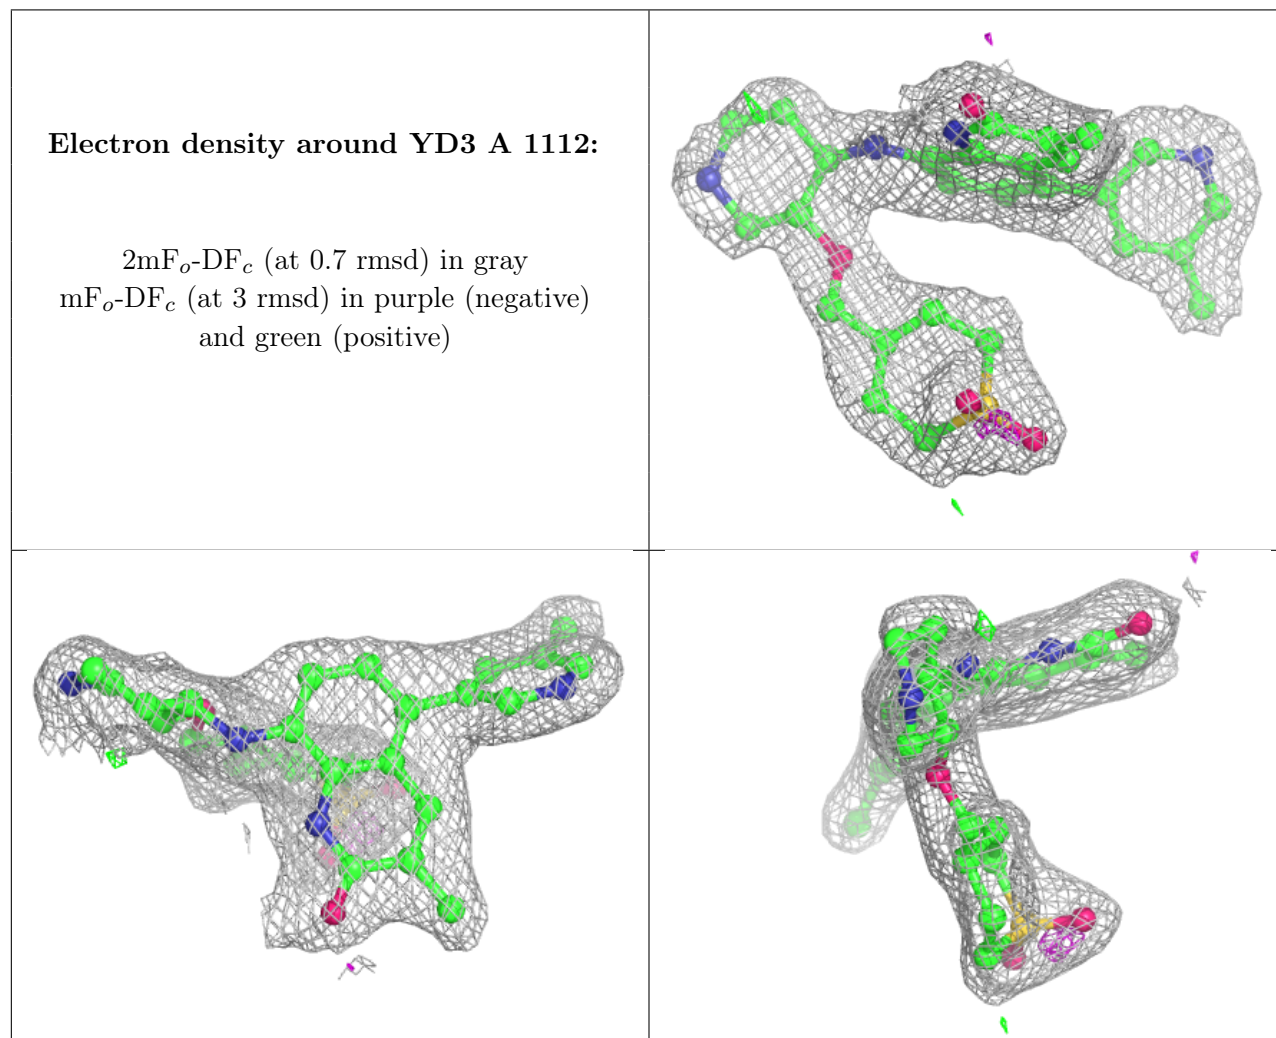 Electron density around YD3 A 1112:
2mFₒ-DF𝒸 (at 0.7 rmsd) in gray
mFₒ-DF𝒸 (at 3 rmsd) in purple (negative)
and green (positive)